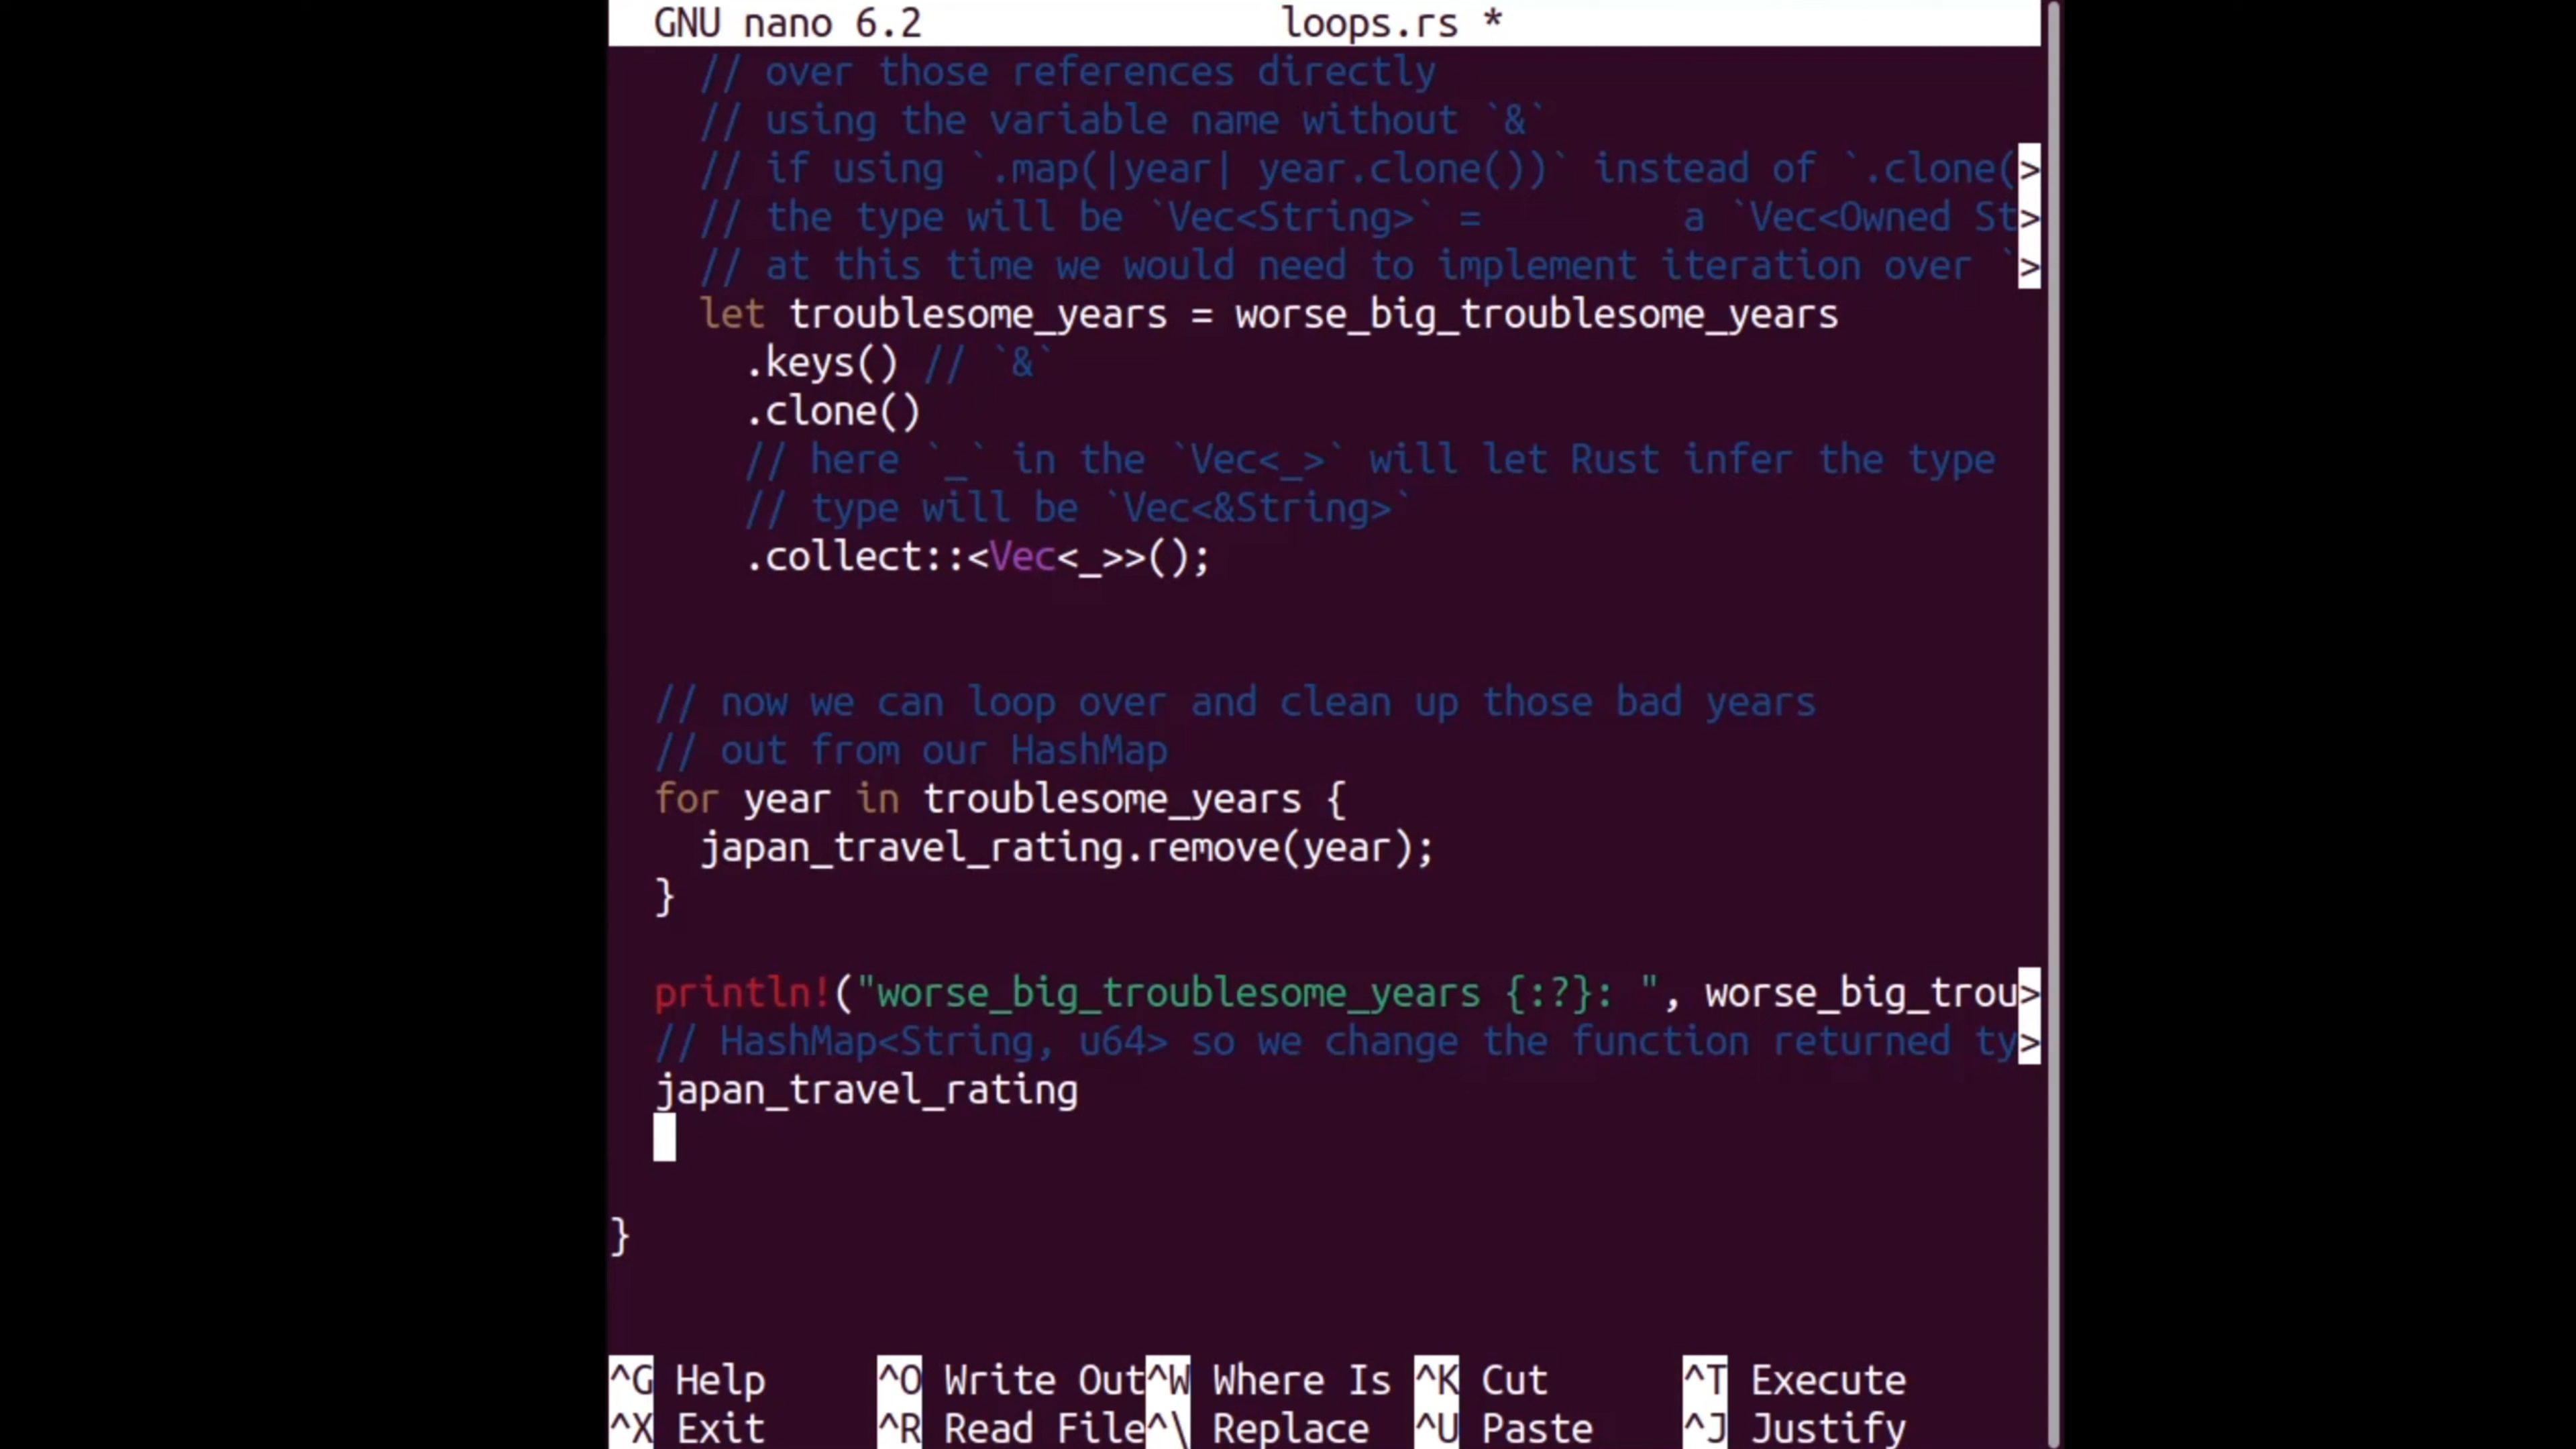 GNU nano 6.2 loops.rs *
// over those references directly
// using the variable name without `&`
// if using `.map(|year| year.clone())` instead of `.clone(>
// the type will be `Vec<String>` = a `Vec<Owned St>
// at this time we would need to implement iteration over `>
let troublesome_years = worse_big_troublesome_years
.keys() // `&`
.clone()
// here `_` in the `Vec<_>` will let Rust infer the type
// type will be `Vec<&String>`
.collect::<Vec<_>>();
// now we can loop over and clean up those bad years
// out from our HashMap
for year in troublesome_years {
japan_travel_rating.remove(year);
}
println!("worse_big_troublesome_years {:?}: ", worse_big_trou>
// HashMap<String, u64> so we change the function returned ty>
japan_travel_rating
}
^G Help ^O Write Out ^W Where Is ^K Cut ^T Execute
^X Exit ^R Read File ^\ Replace ^U Paste ^J Justify